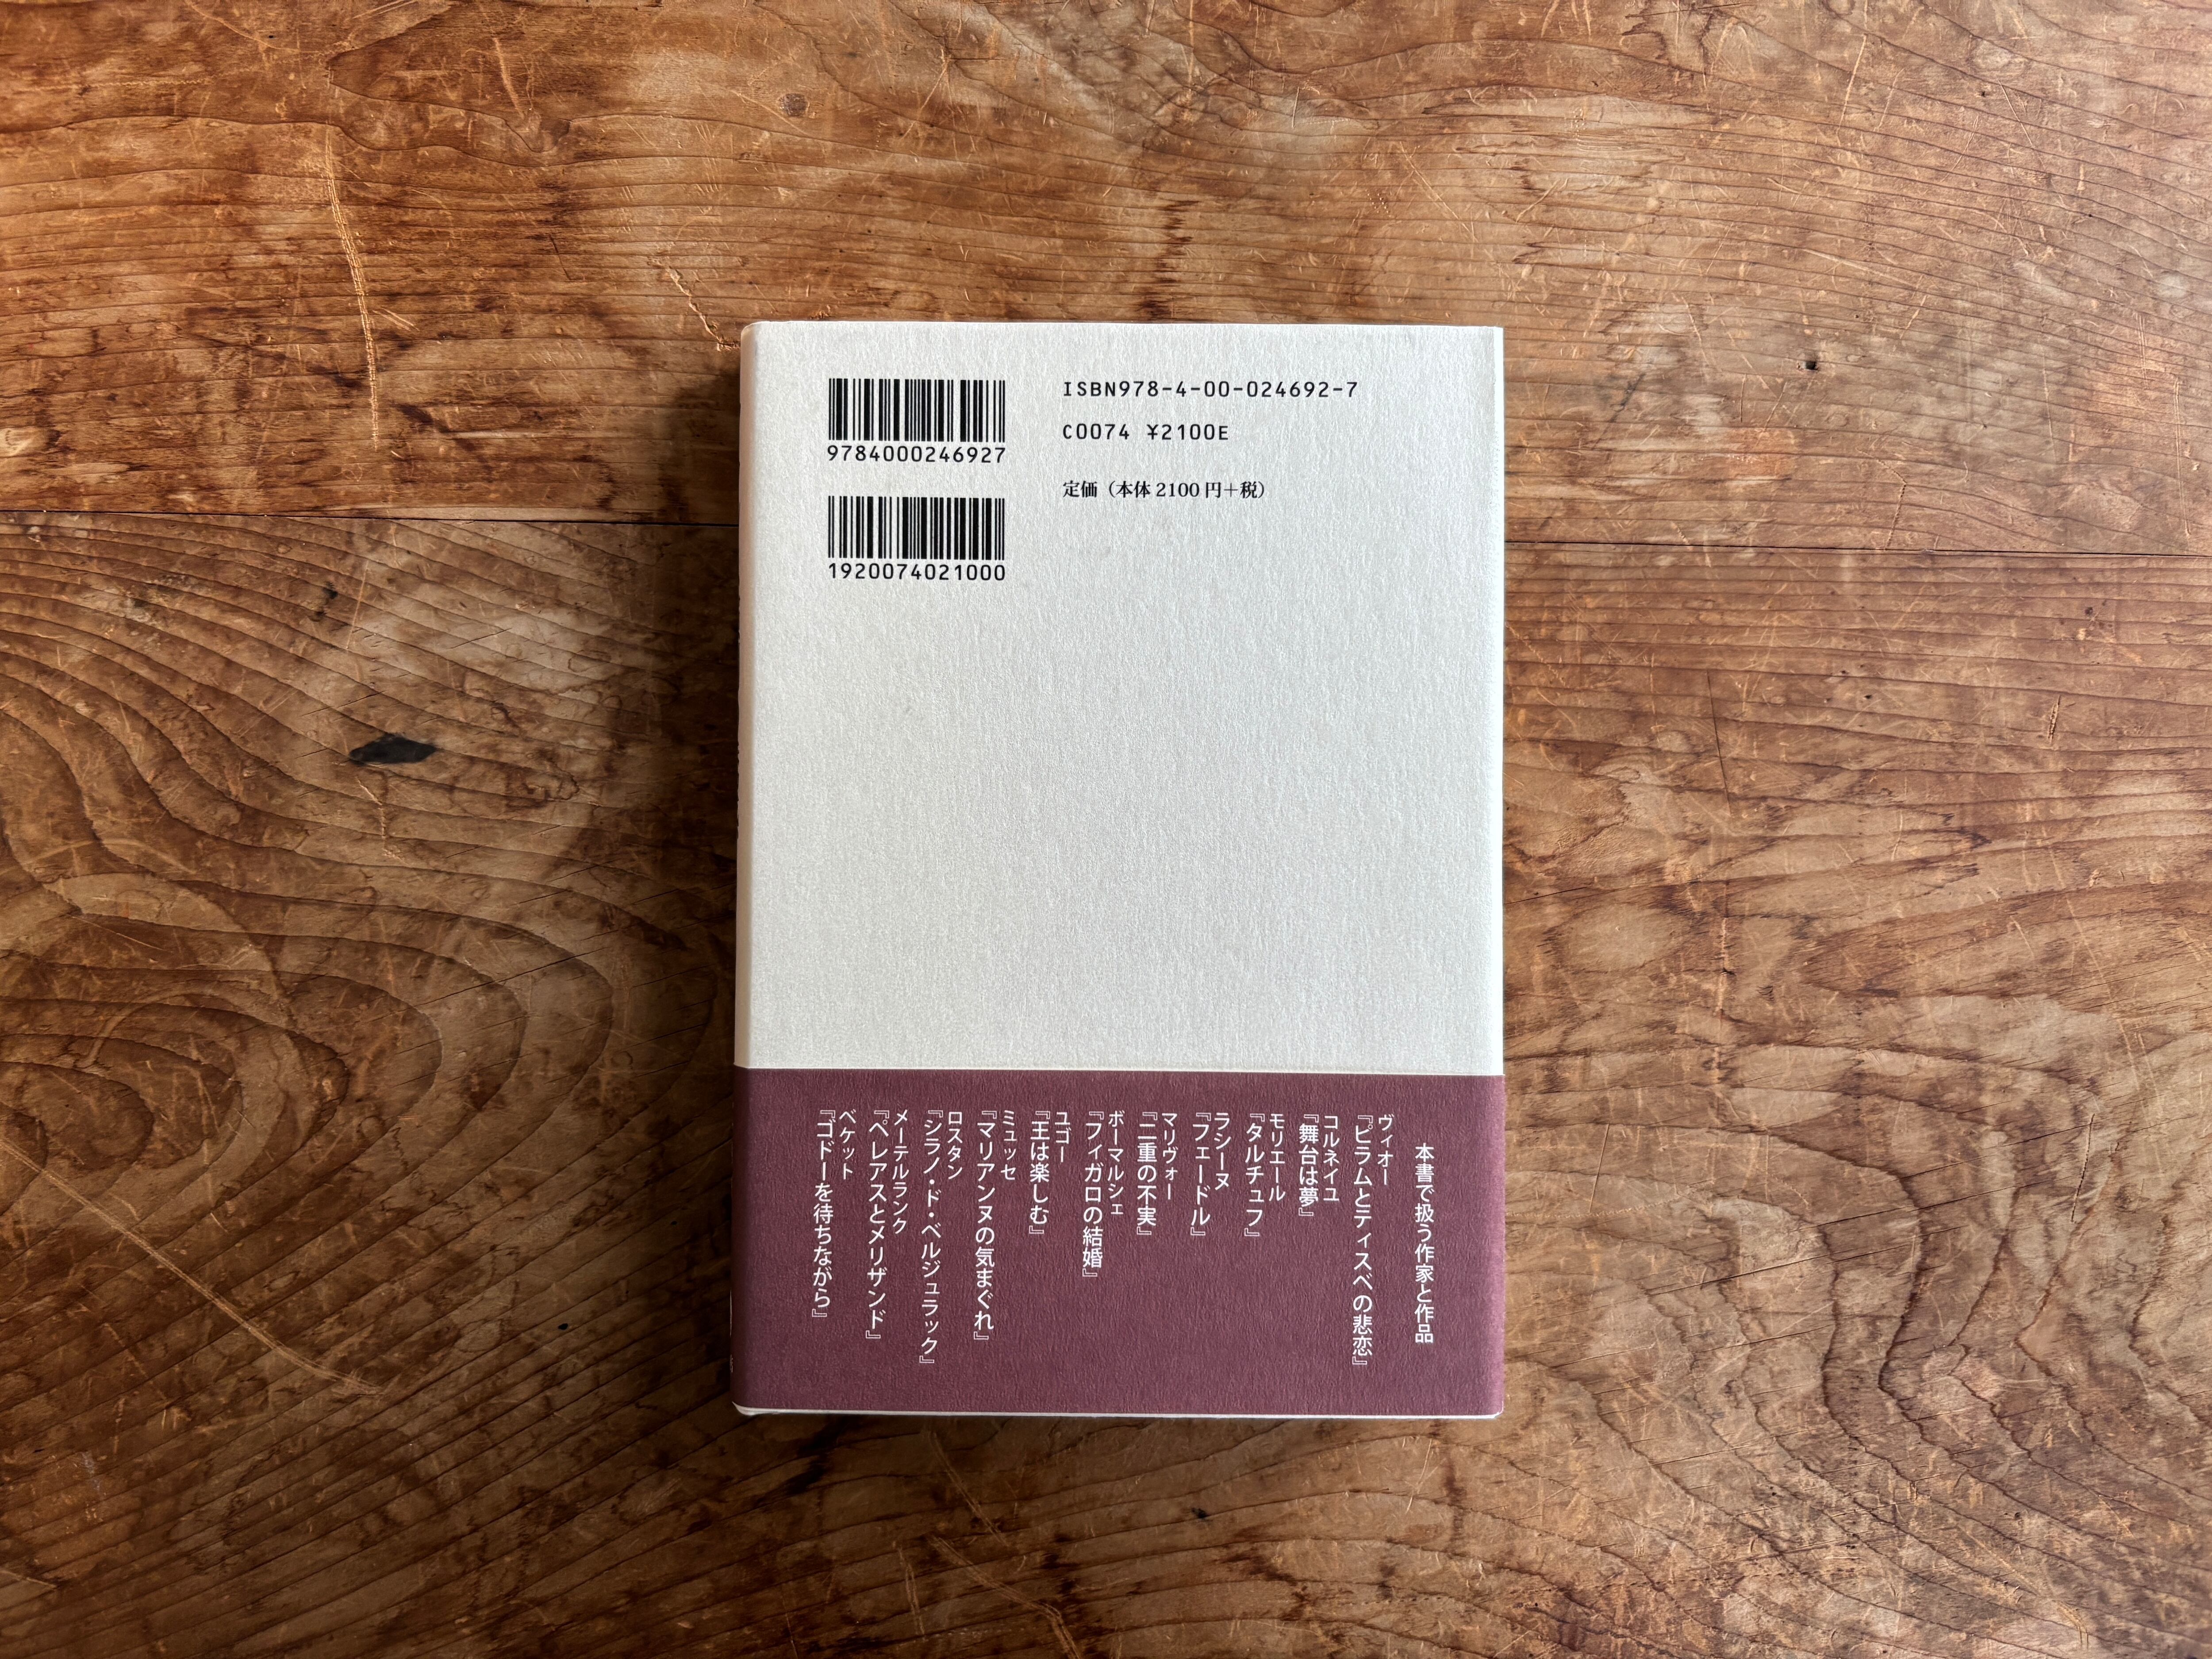 9784000246927
1920074021000
ISBN978-4-00-024692-7
C0074 ¥2100E
定価（本体2100円＋税）
本書で扱う作家と作品
ヴィオー
『ピラムとティスベの悲恋』
コルネイユ
『舞台は夢』
モリエール
『タルチュフ』
ラシーヌ
『フェードル』
マリヴォー
『二重の不実』
ボーマルシェ
『フィガロの結婚』
ユゴー
『王は楽しむ』
ミュッセ
『マリアンヌの気まぐれ』
ロスタン
『シラノ・ド・ベルジュラック』
メーテルランク
『ペレアスとメリザンド』
ベケット
『ゴドーを待ちながら』